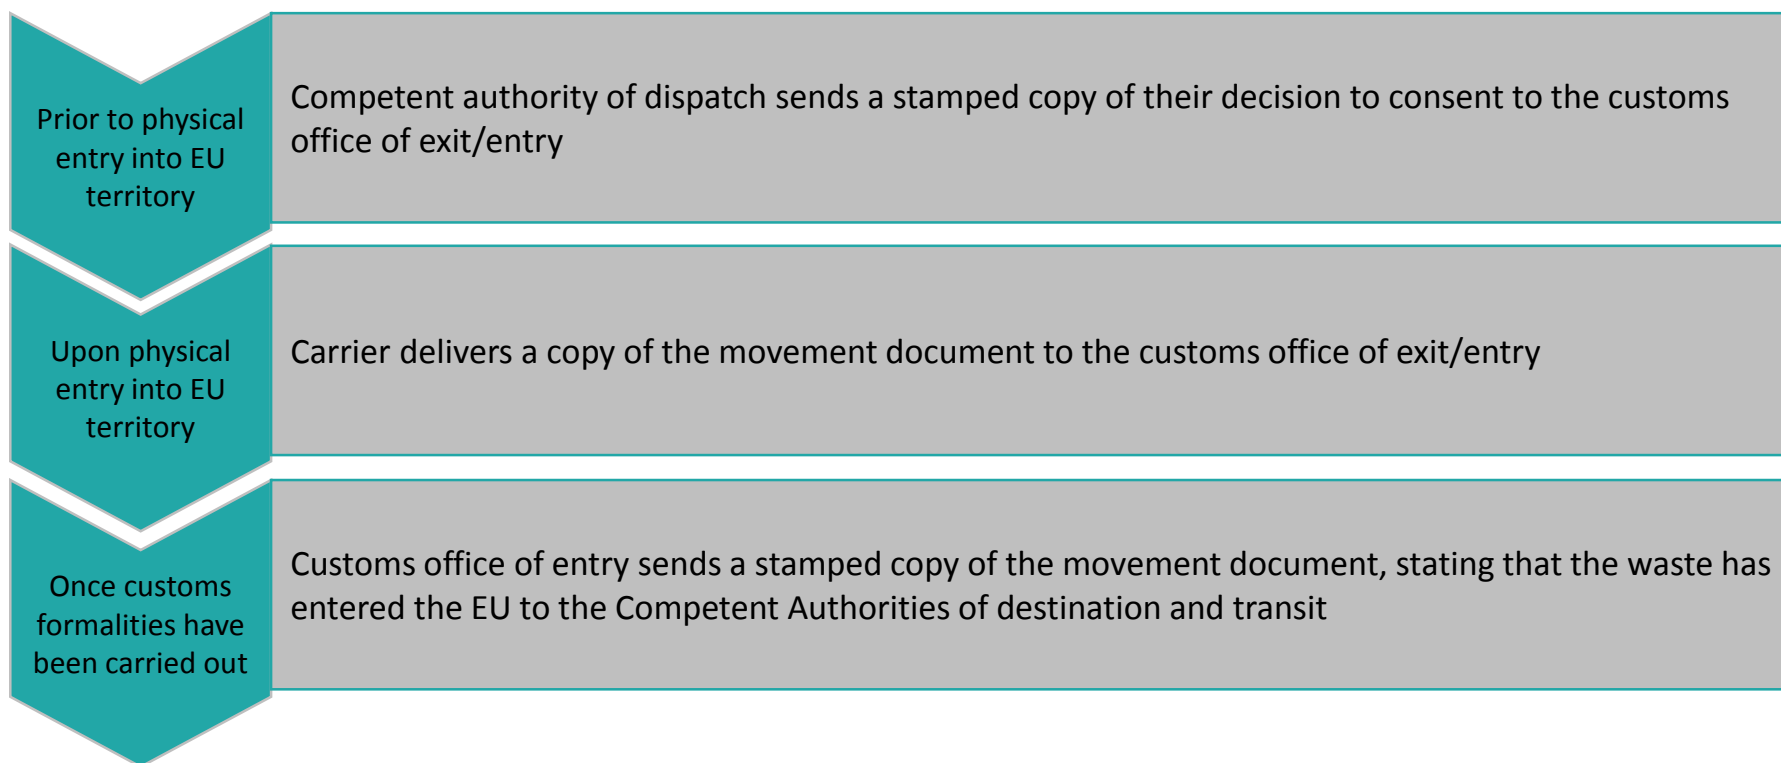 Prior to physical
entry into EU
territory
Competent authority of dispatch sends a stamped copy of their decision to consent to the customs
office of exit/entry
Upon physical
entry into EU
territory
Carrier delivers a copy of the movement document to the customs office of exit/entry
Once customs
formalities have
been carried out
Customs office of entry sends a stamped copy of the movement document, stating that the waste has
entered the EU to the Competent Authorities of destination and transit